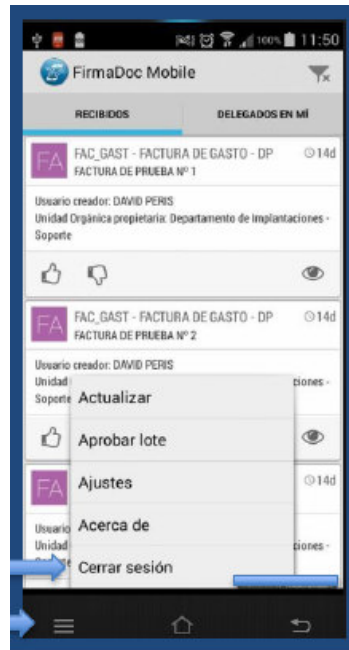 100% 11:50
FirmaDoc Mobile
RECIBIDOS DELEGADOS EN MÍ
FA FAC_GAST - FACTURA DE GASTO - DP 14d
FACTURA DE PRUEBA Nº 1
Usuario creador: DAVID PERIS
Unidad Orgánica propietaria: Departamento de Implantaciones -
Soporte
FA FAC_GAST - FACTURA DE GASTO - DP 14d
FACTURA DE PRUEBA Nº 2
Usuario creador: DAVID PERIS
Unidad ciones -
Soporte
Actualizar
Aprobar lote
FA 14d
Ajustes
Usuario
Acerca de
Unidad ciones -
Cerrar sesión